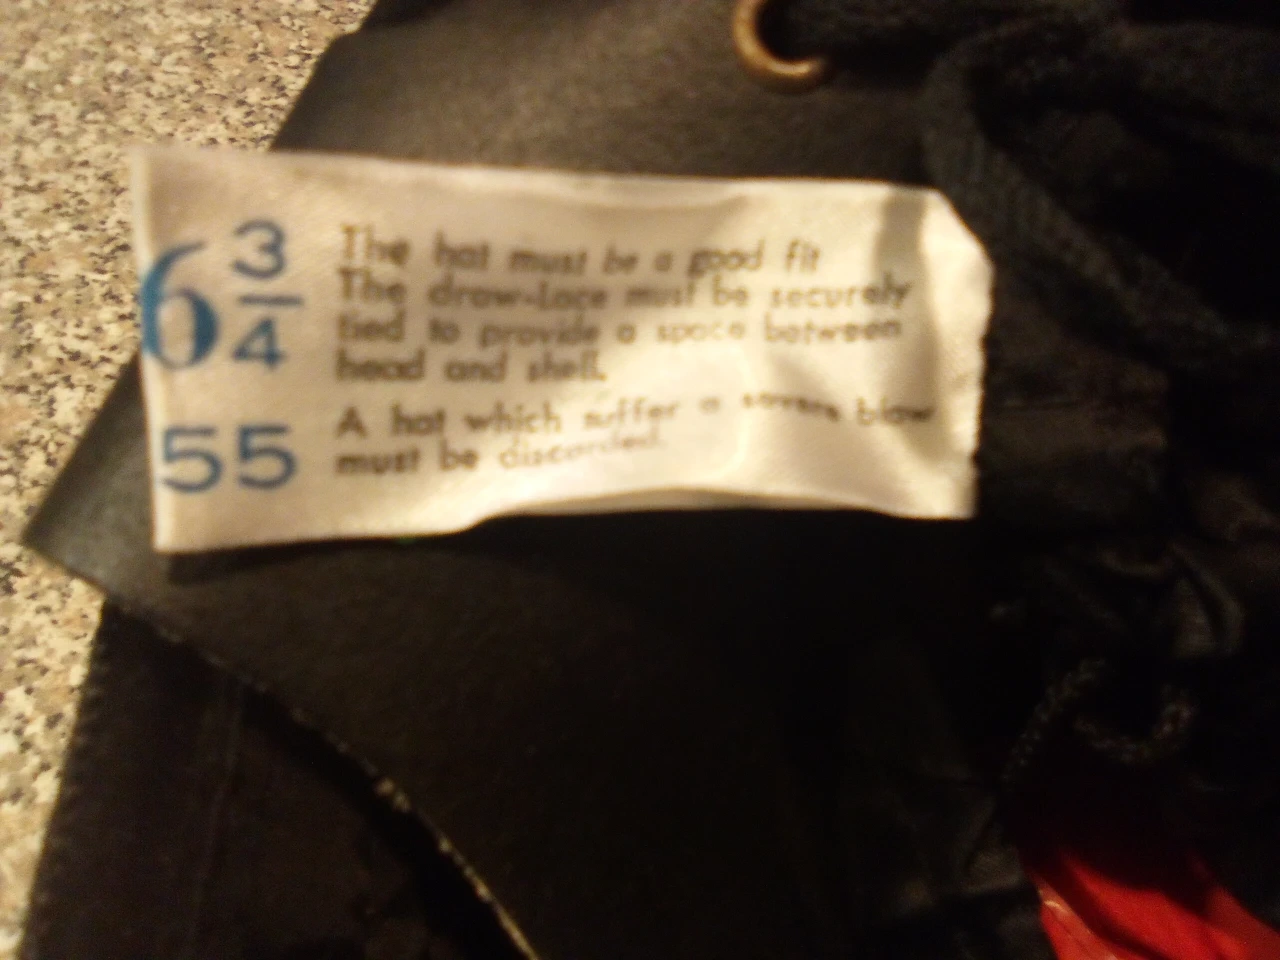 6 3/4
55
The hat must be a good fit
The draw-Lace must be securely
tied to provide a space between
head and shell.
A hat which suffer a severe blow
must be discorded.